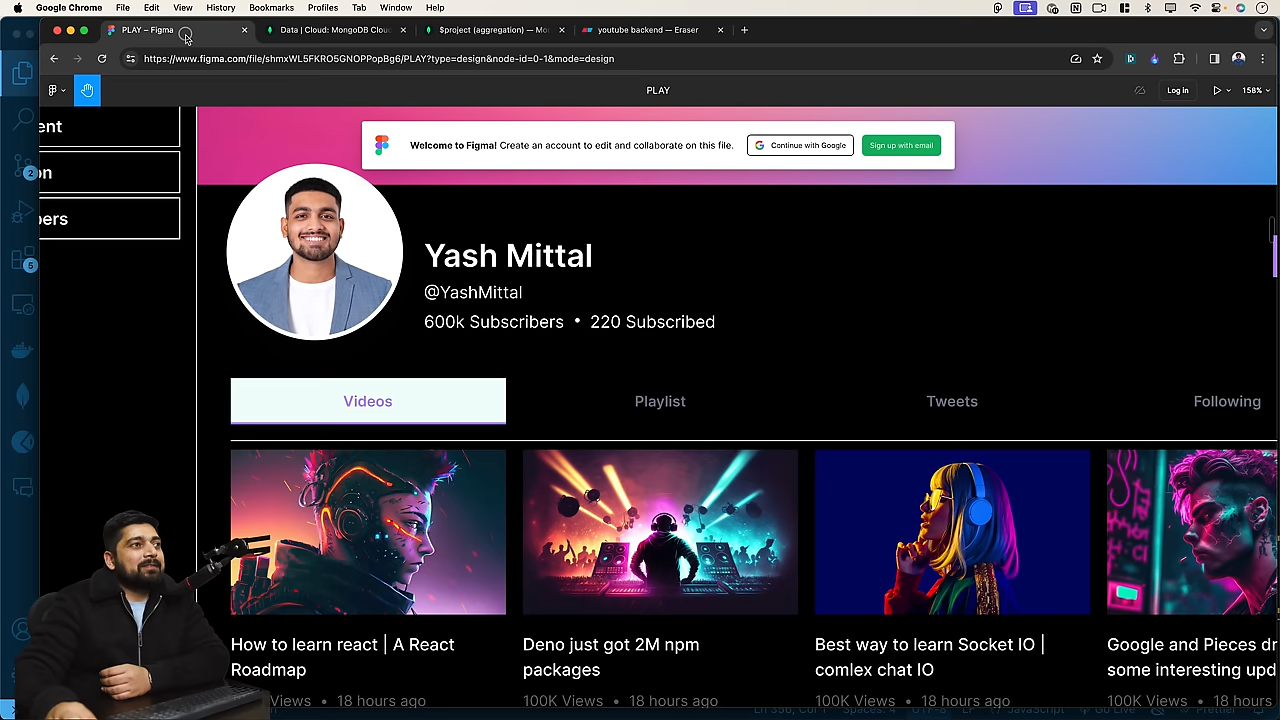 Google Chrome File Edit View History Bookmarks Profiles Tab Window Help
PLAY – Figma
Data | Cloud: MongoDB Clou
$project (aggregation) — Mo
youtube backend — Eraser
https://www.figma.com/file/shmxWL5FKRO5GNOPPopBg6/PLAY?type=design&node-id=0-1&mode=design
PLAY
Log in
158%
ent
on
bers
Welcome to Figma! Create an account to edit and collaborate on this file.
Continue with Google
Sign up with email
Yash Mittal
@YashMittal
600k Subscribers • 220 Subscribed
Videos
Playlist
Tweets
Following
2
5
How to learn react | A React
Roadmap
Views • 18 hours ago
Deno just got 2M npm
packages
100K Views • 18 hours ago
Best way to learn Socket IO |
comlex chat IO
100K Views • 18 hours ago
Google and Pieces dr
some interesting upd
100K Views • 18 hours